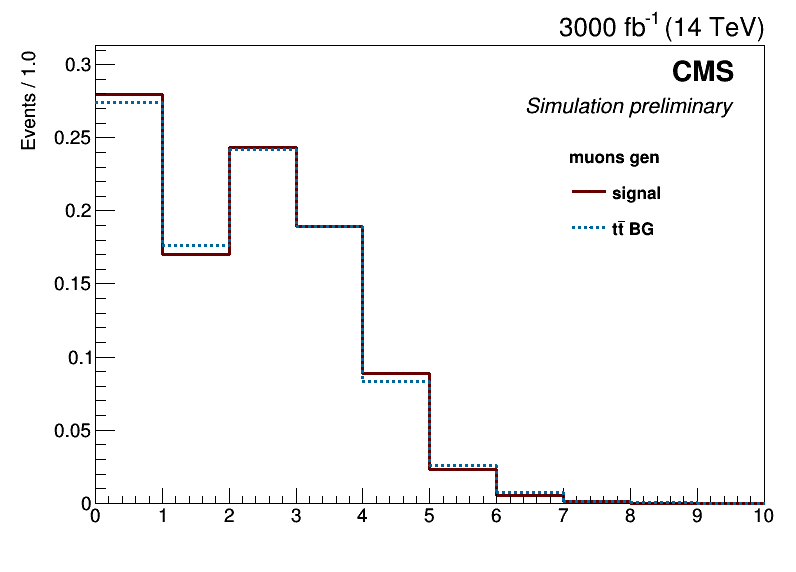 3000 fb⁻¹ (14 TeV)
Events / 1.0
CMS
Simulation preliminary
muons gen
signal
tt̄ BG
0.3
0.25
0.2
0.15
0.1
0.05
0
0 1 2 3 4 5 6 7 8 9 10